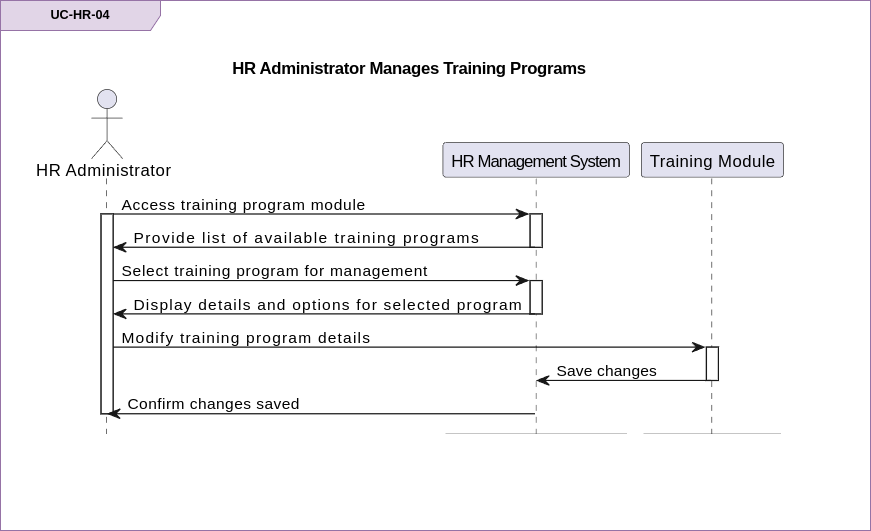 UC-HR-04
HR Administrator Manages Training Programs
HR Administrator
HR Management System
Training Module
Access training program module
Provide list of available training programs
Select training program for management
Display details and options for selected program
Modify training program details
Save changes
Confirm changes saved